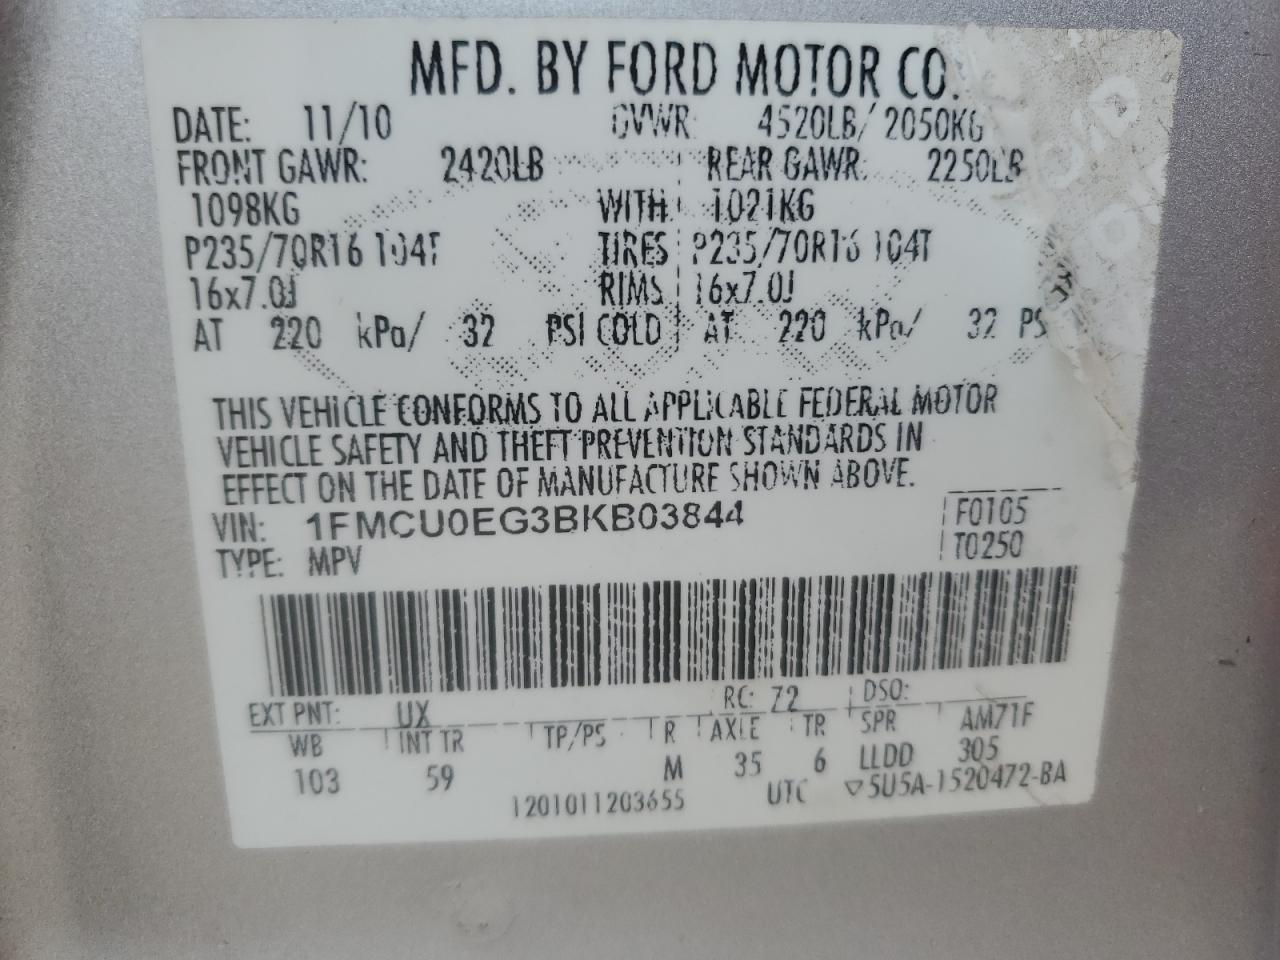 MFD. BY FORD MOTOR CO.
DATE: 11/10 GVWR: 4520LB/ 2050KG
FRONT GAWR: 2420LB REAR GAWR: 2250LB
1098KG WITH 1021KG
P235/70R16 104T TIRES P235/70R16 104T
16x7.0J RIMS 16x7.0J
AT 220 kPa/ 32 PSI COLD AT 220 kPa/ 32 PS
THIS VEHICLE CONFORMS TO ALL APPLICABLE FEDERAL MOTOR
VEHICLE SAFETY AND THEFT PREVENTION STANDARDS IN
EFFECT ON THE DATE OF MANUFACTURE SHOWN ABOVE.
VIN: 1FMCU0EG3BKB03844 F0105
TYPE: MPV T0250
EXT PNT: UX RC: 72 DSO:
WB INT TR TP/PS R AXLE TR SPR AM71F
103 59 M 35 6 LLDD 305
1201011203655 UTC ▽5U5A-1520472-BA